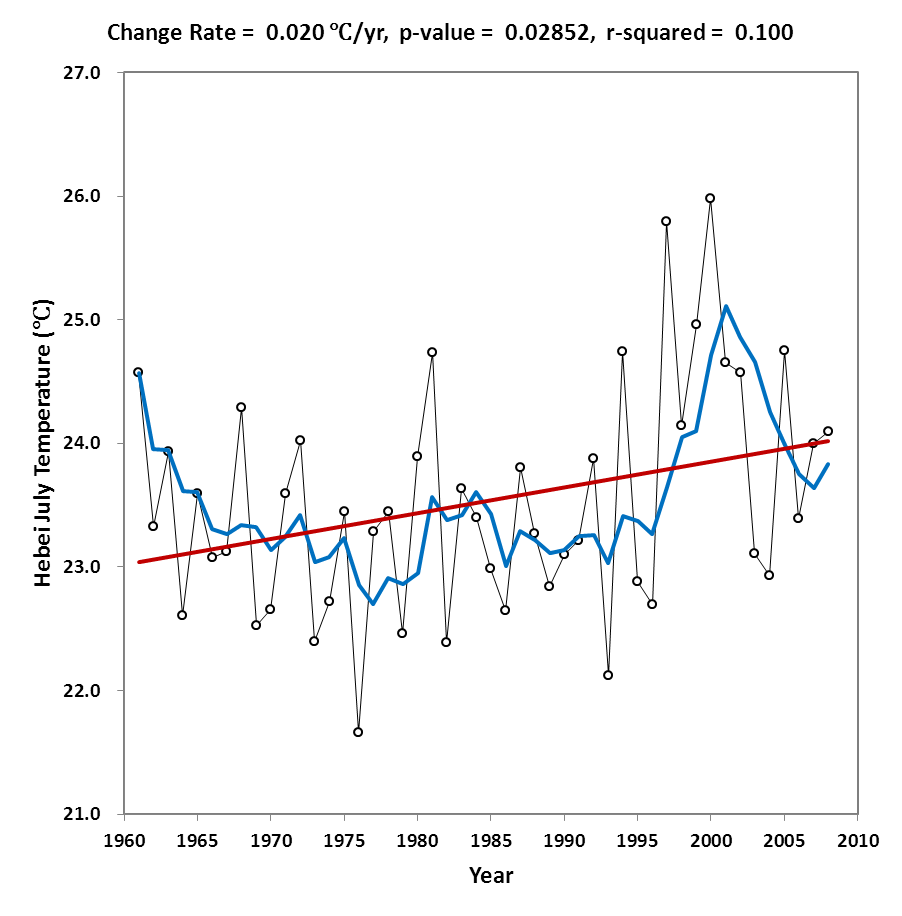 Change Rate = 0.020 ℃/yr, p-value = 0.02852, r-squared = 0.100
27.0
26.0
25.0
24.0
23.0
22.0
21.0
Hebei July Temperature (℃)
1960 1965 1970 1975 1980 1985 1990 1995 2000 2005 2010
Year